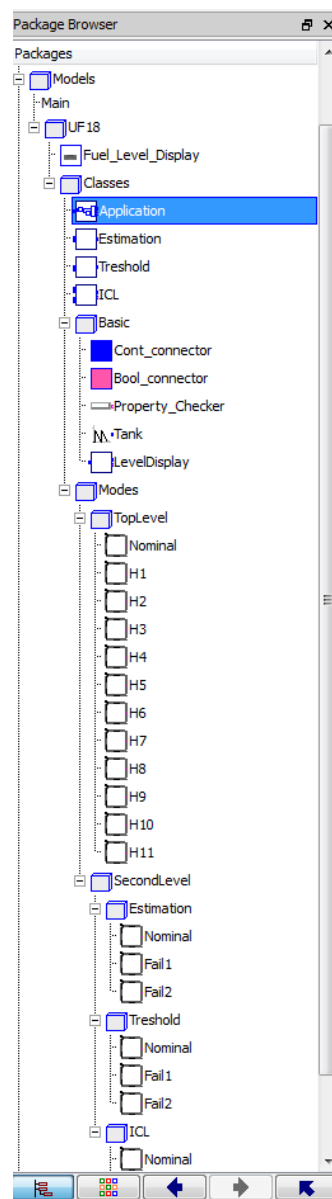 Package Browser
Packages
Models
Main
UF18
Fuel_Level_Display
Classes
Application
Estimation
Treshold
ICL
Basic
Cont_connector
Bool_connector
Property_Checker
Tank
LevelDisplay
Modes
TopLevel
Nominal
H1
H2
H3
H4
H5
H6
H7
H8
H9
H10
H11
SecondLevel
Estimation
Nominal
Fail1
Fail2
Treshold
Nominal
Fail1
Fail2
ICL
Nominal